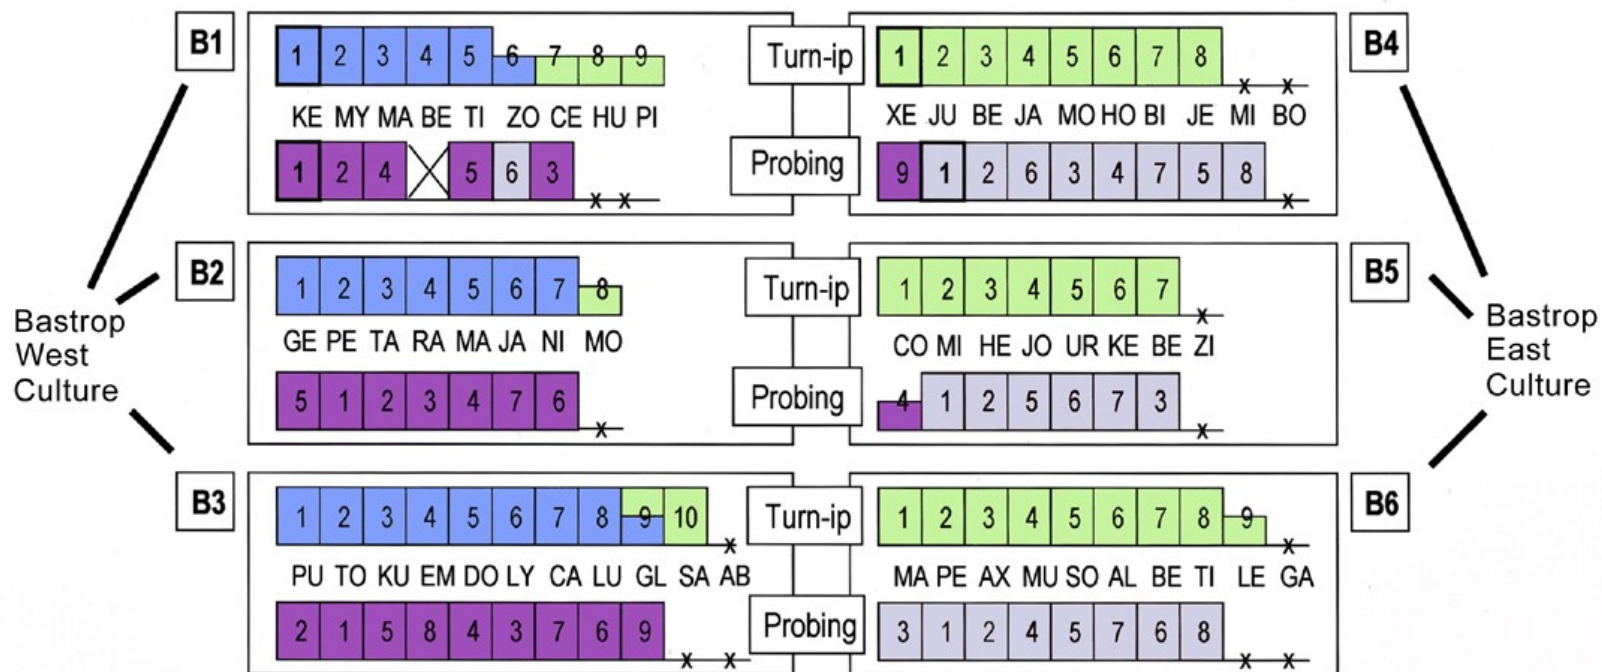 B1
1 2 3 4 5 6 7 8 9
KE MY MA BE TI ZO CE HU PI
1 2 4 5 6 3 x x
Turn-ip
Probing
B4
1 2 3 4 5 6 7 8 x x
XE JU BE JA MO HO BI JE MI BO
9 1 2 6 3 4 7 5 8 x
B2
1 2 3 4 5 6 7 8
GE PE TA RA MA JA NI MO
5 1 2 3 4 7 6 x
Turn-ip
Probing
B5
1 2 3 4 5 6 7 x
CO MI HE JO UR KE BE ZI
4 1 2 5 6 7 3 x
Bastrop
West
Culture
Bastrop
East
Culture
B3
1 2 3 4 5 6 7 8 9 10 x
PU TO KU EM DO LY CA LU GL SA AB
2 1 5 8 4 3 7 6 9 x x
Turn-ip
Probing
B6
1 2 3 4 5 6 7 8 9 x
MA PE AX MU SO AL BE TI LE GA
3 1 2 4 5 7 6 8 x x